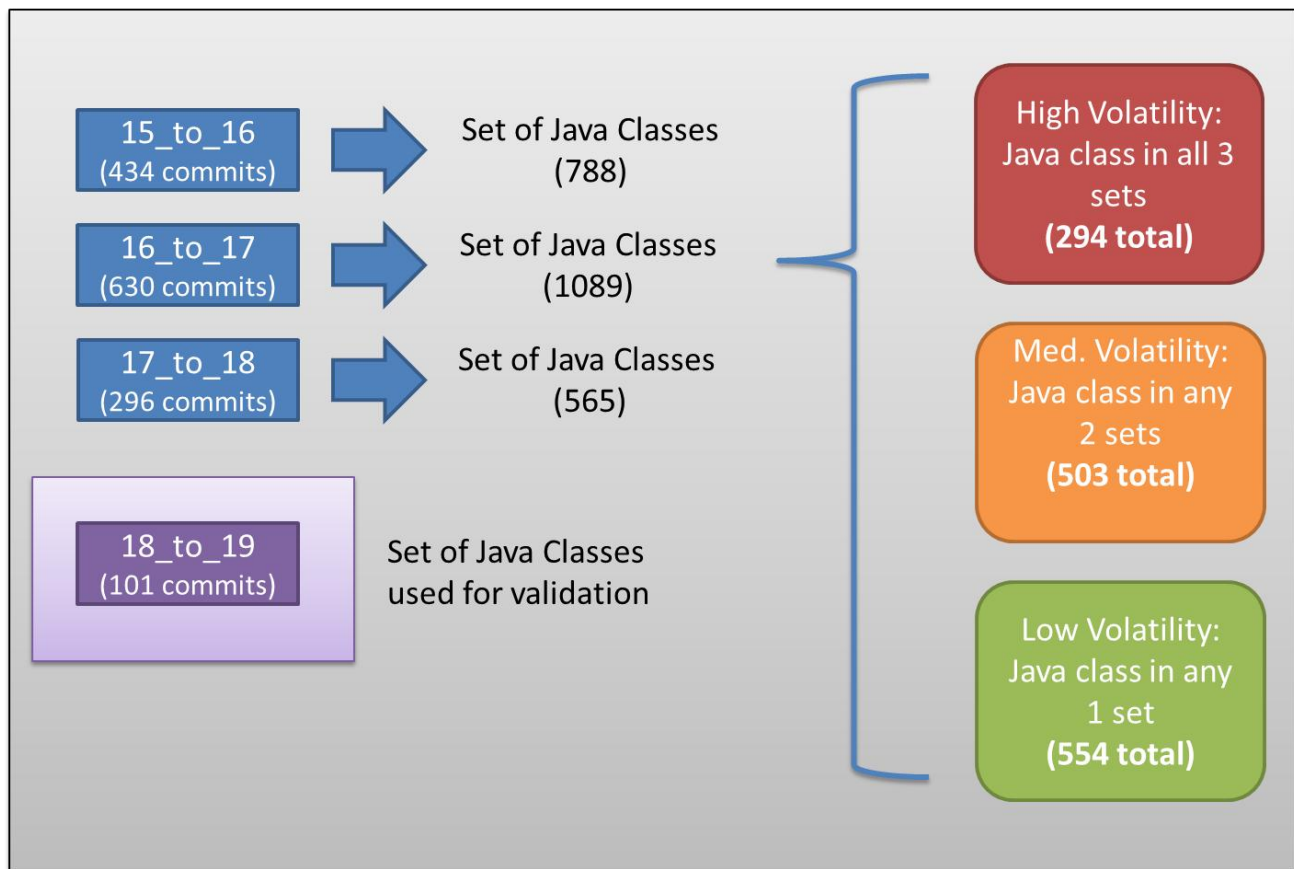 15_to_16
(434 commits)
Set of Java Classes
(788)
16_to_17
(630 commits)
Set of Java Classes
(1089)
17_to_18
(296 commits)
Set of Java Classes
(565)
18_to_19
(101 commits)
Set of Java Classes
used for validation
High Volatility:
Java class in all 3
sets
(294 total)
Med. Volatility:
Java class in any
2 sets
(503 total)
Low Volatility:
Java class in any
1 set
(554 total)